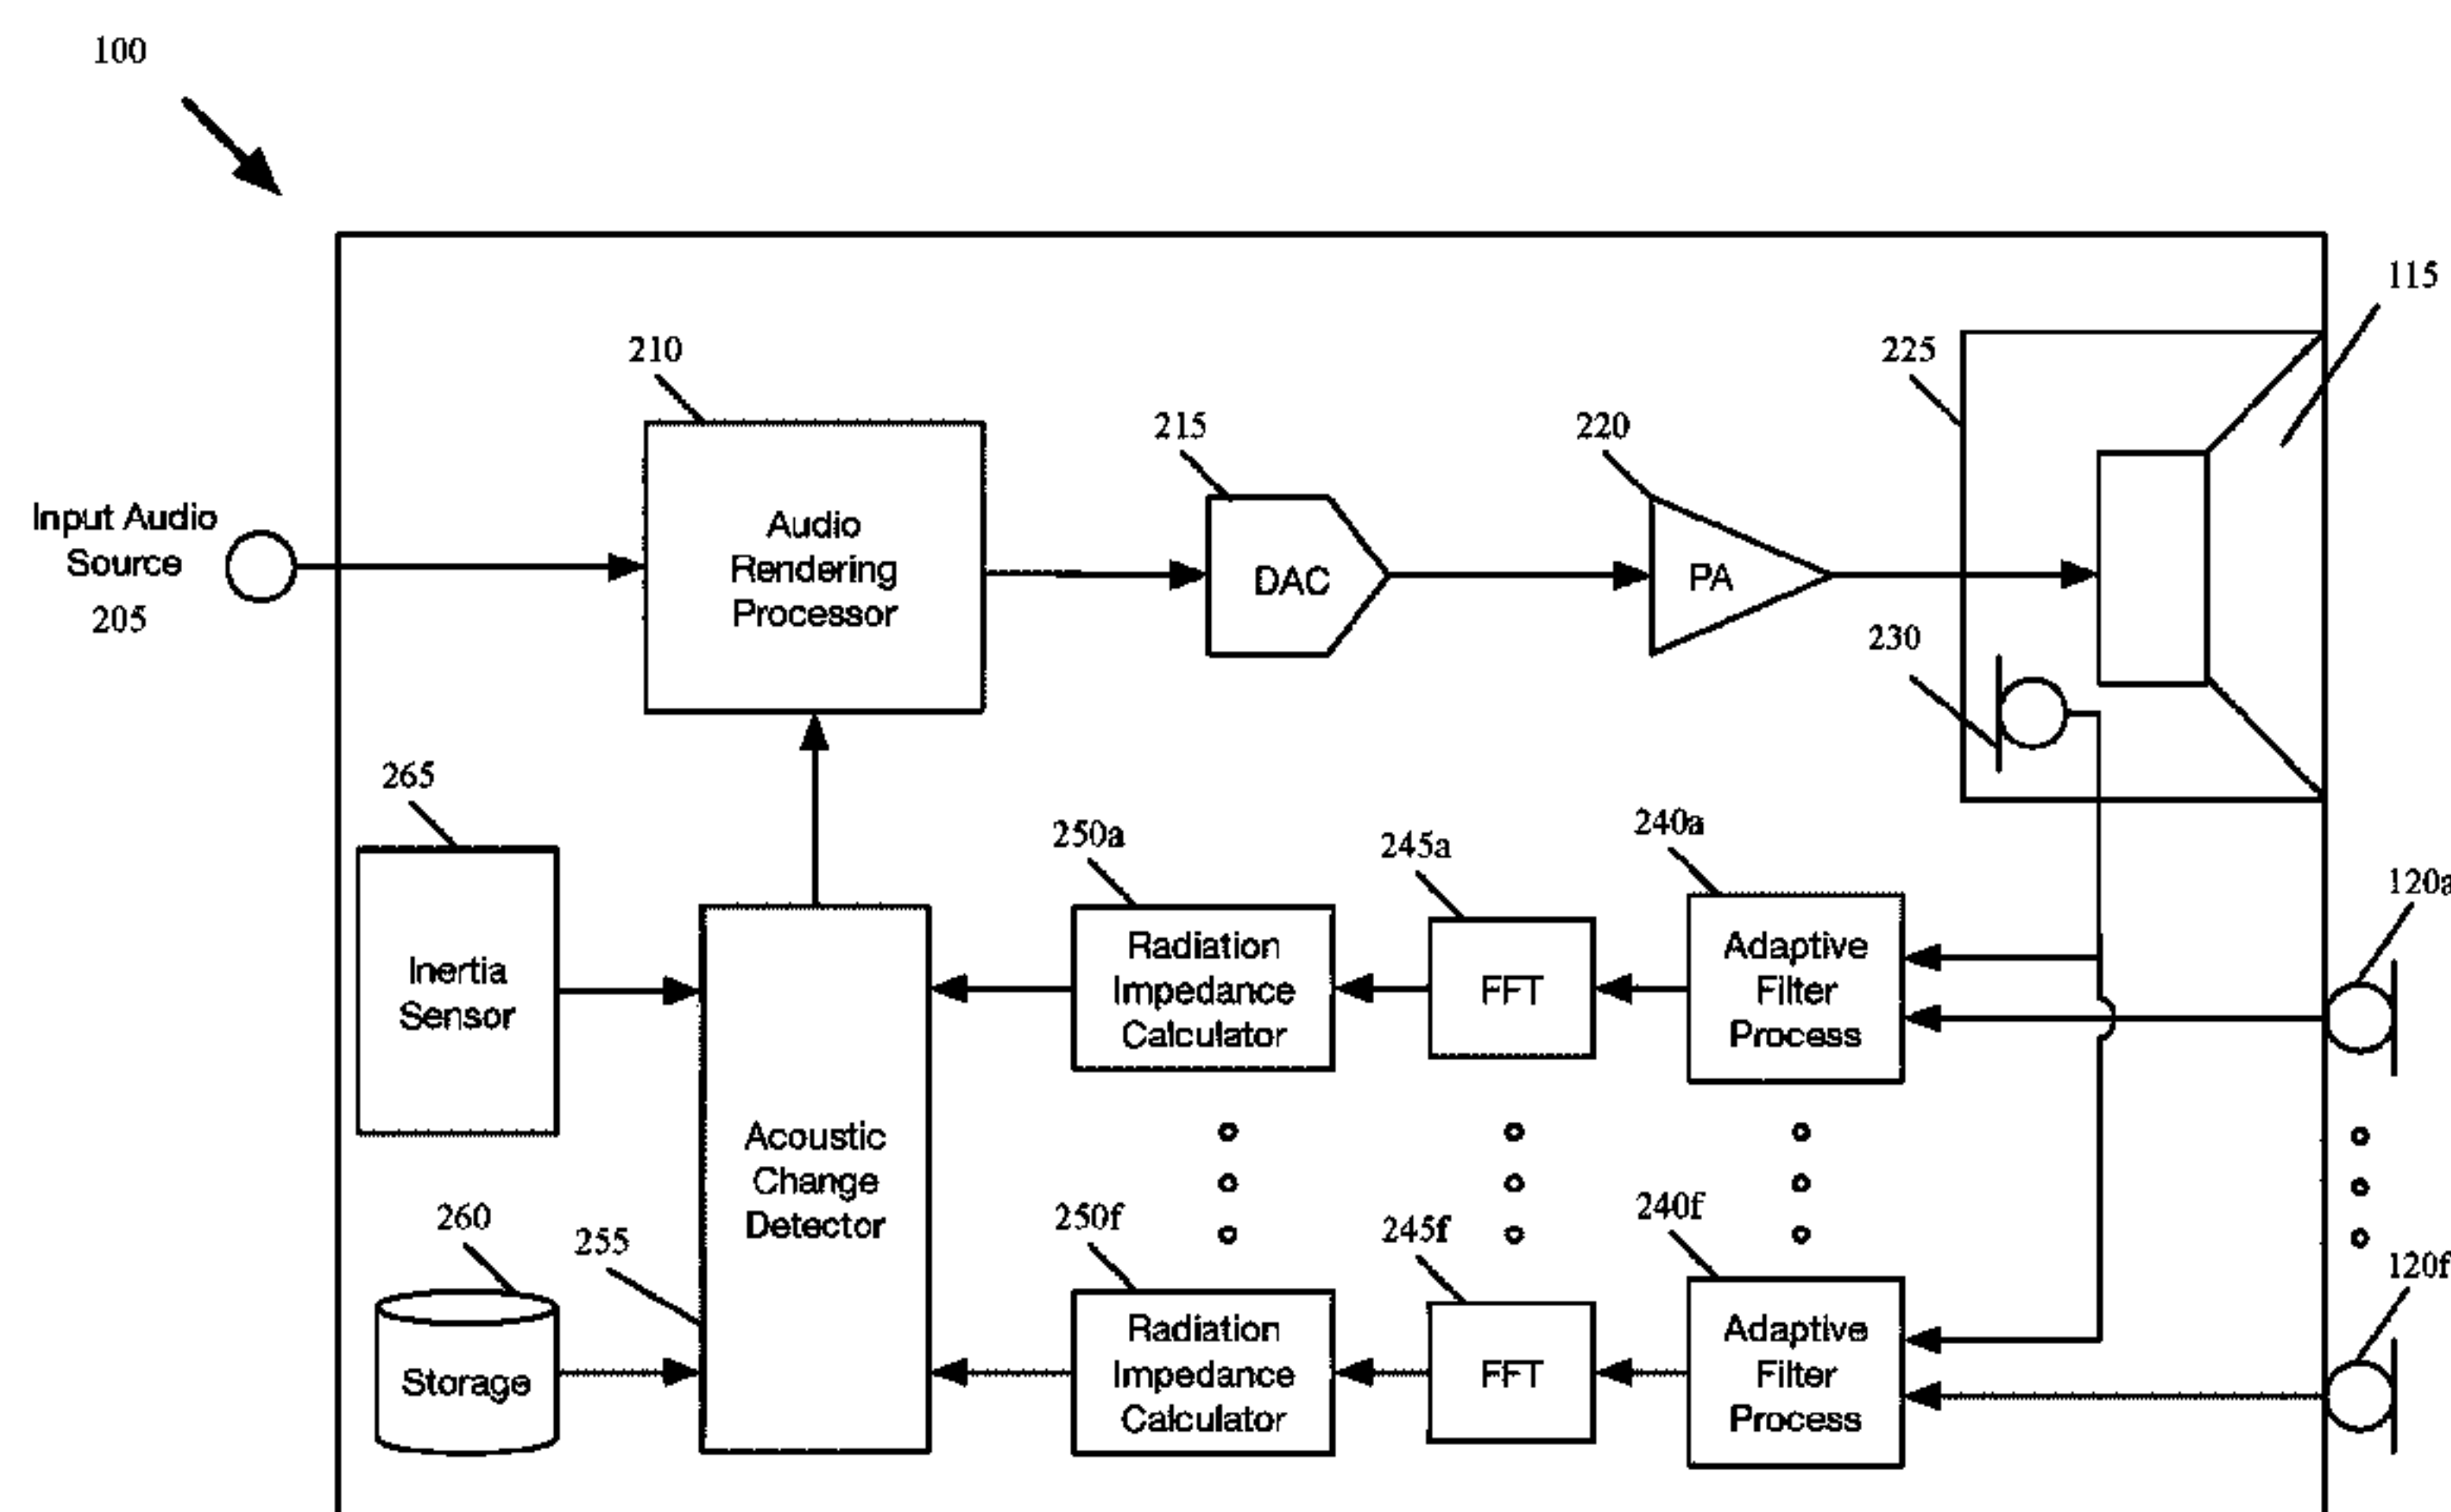 100
115
210
225
215
220
Input Audio
Source
205
Audio
Rendering
Processor
DAC
PA
230
265
250a
245a
240a
120a
Inertia
Sensor
Radiation
Impedance
Calculator
FFT
Adaptive
Filter
Process
Acoustic
Change
Detector
260
255
250f
245f
240f
120f
Storage
Radiation
Impedance
Calculator
FFT
Adaptive
Filter
Process